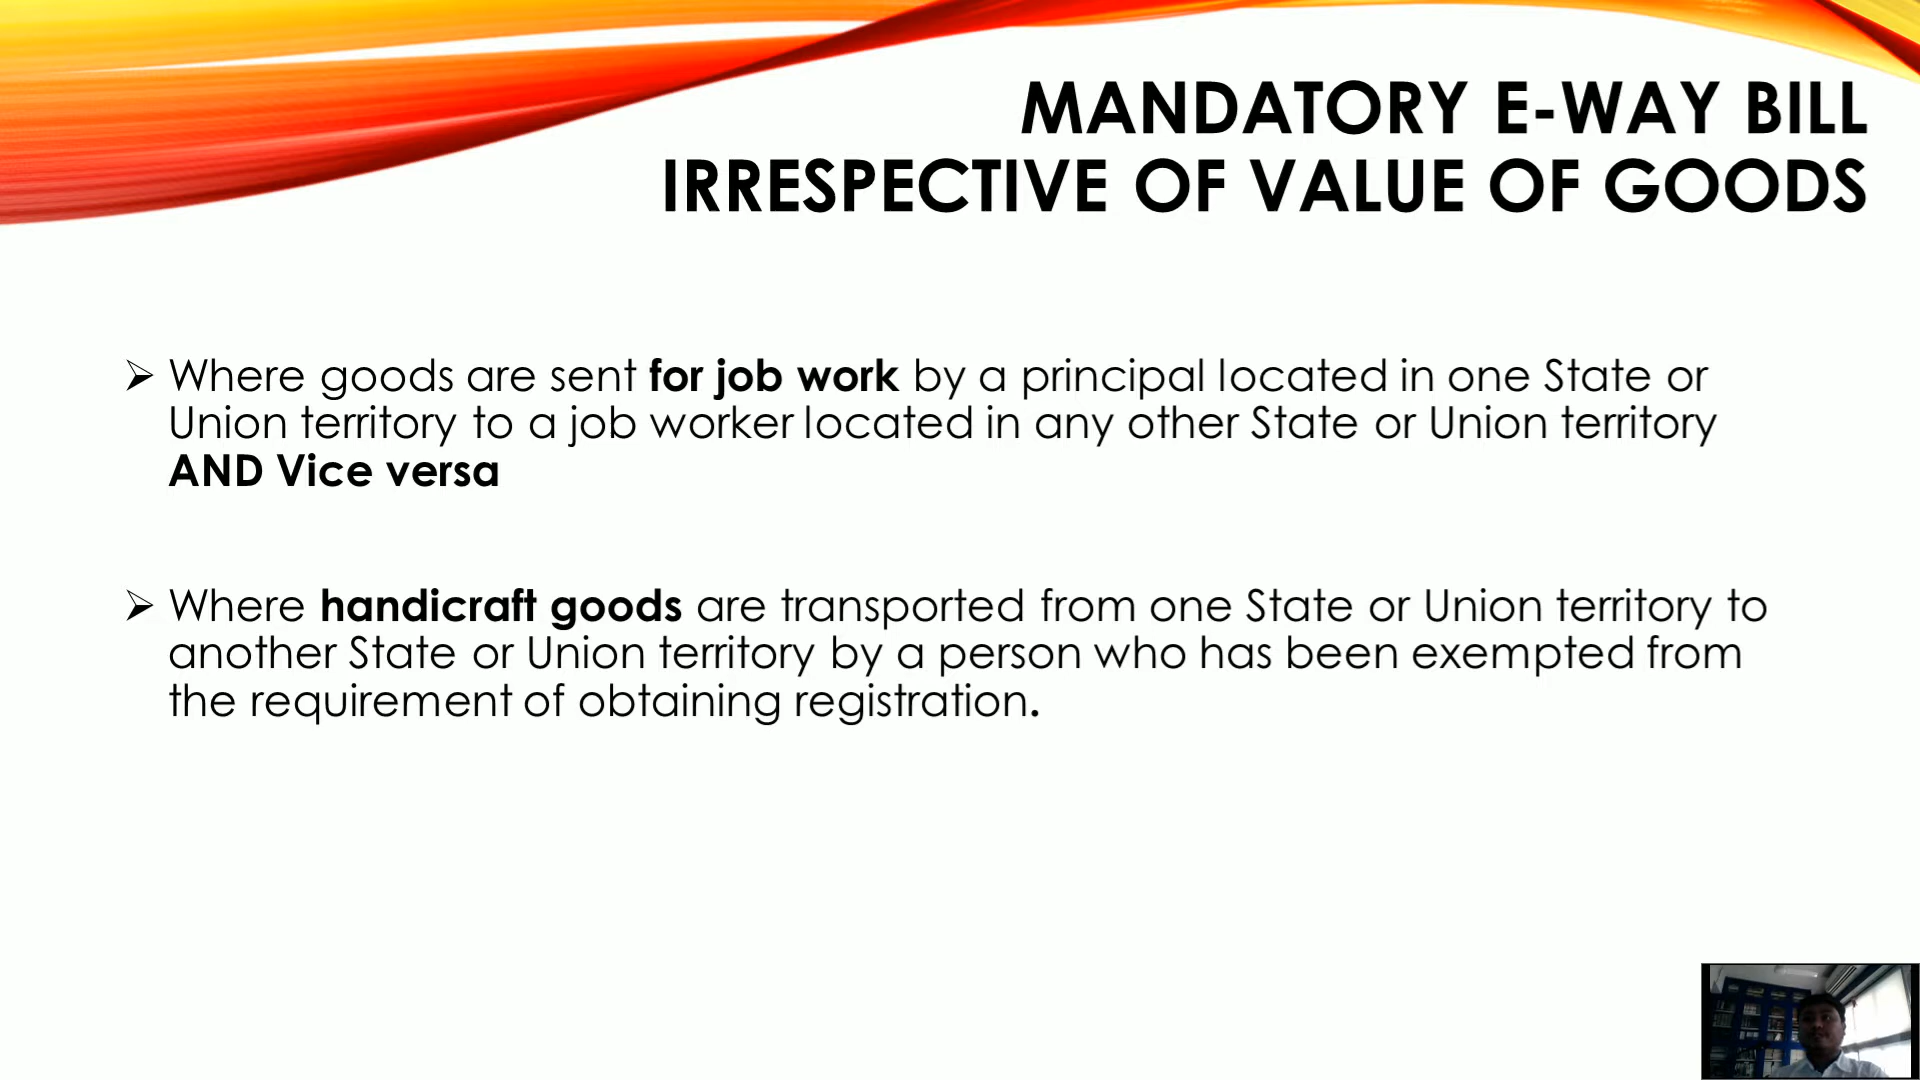 MANDATORY E-WAY BILL
IRRESPECTIVE OF VALUE OF GOODS
➢ Where goods are sent for job work by a principal located in one State or
Union territory to a job worker located in any other State or Union territory
AND Vice versa
➢ Where handicraft goods are transported from one State or Union territory to
another State or Union territory by a person who has been exempted from
the requirement of obtaining registration.